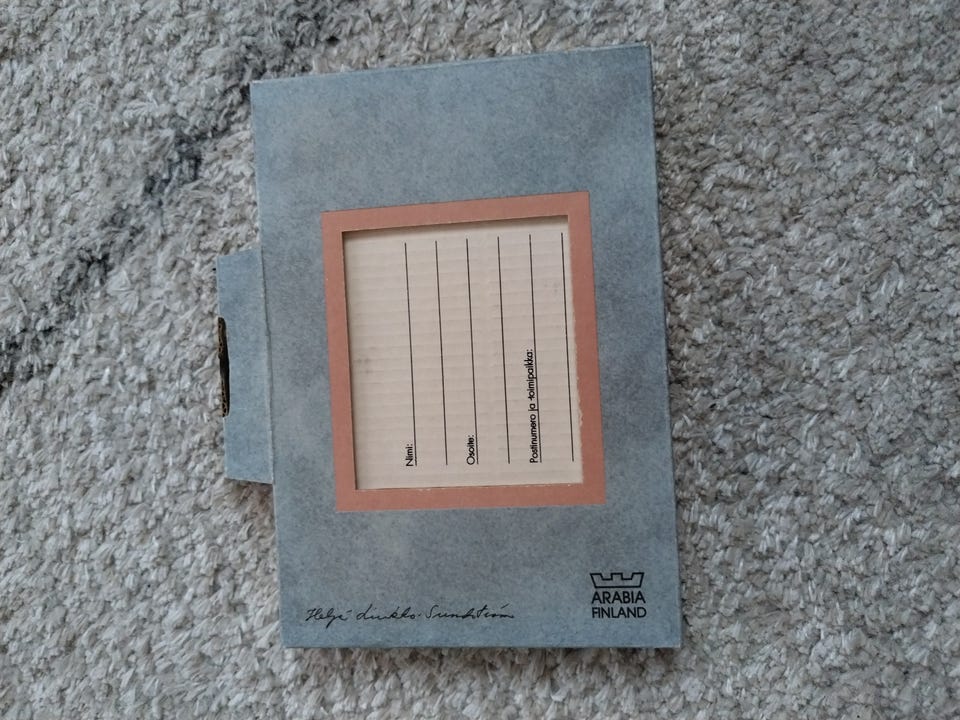 Nimi:
Osoite:
Postinumero ja -toimipaikka:
Heljä Liukko-Sundström
ARABIA
FINLAND